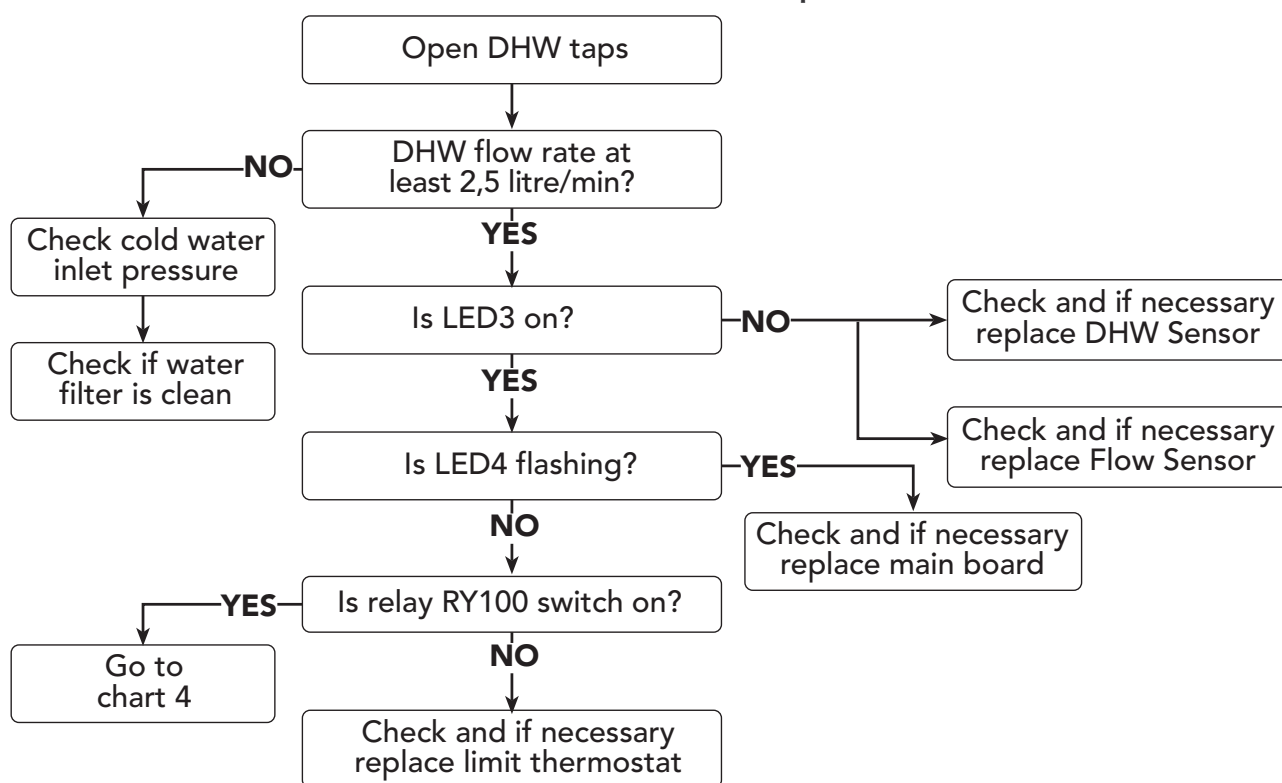 Open DHW taps
DHW flow rate at
least 2,5 litre/min?
NO
YES
Check cold water
inlet pressure
Check if water
filter is clean
Is LED3 on?
NO
Check and if necessary
replace DHW Sensor
Check and if necessary
replace Flow Sensor
YES
Is LED4 flashing?
YES
Check and if necessary
replace main board
NO
Is relay RY100 switch on?
YES
Go to
chart 4
NO
Check and if necessary
replace limit thermostat